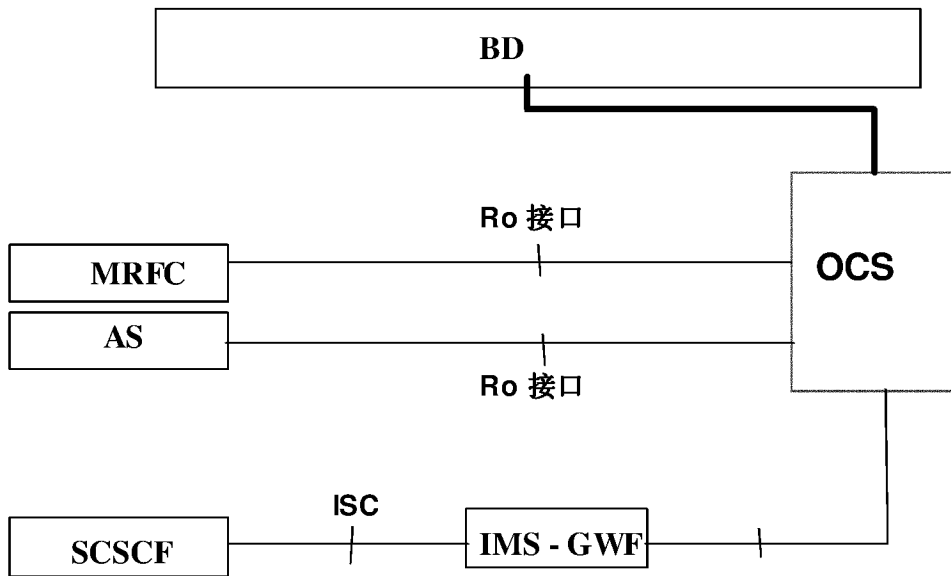 BD
Ro 接口
MRFC
OCS
AS
Ro 接口
ISC
SCSCF
IMS - GWF